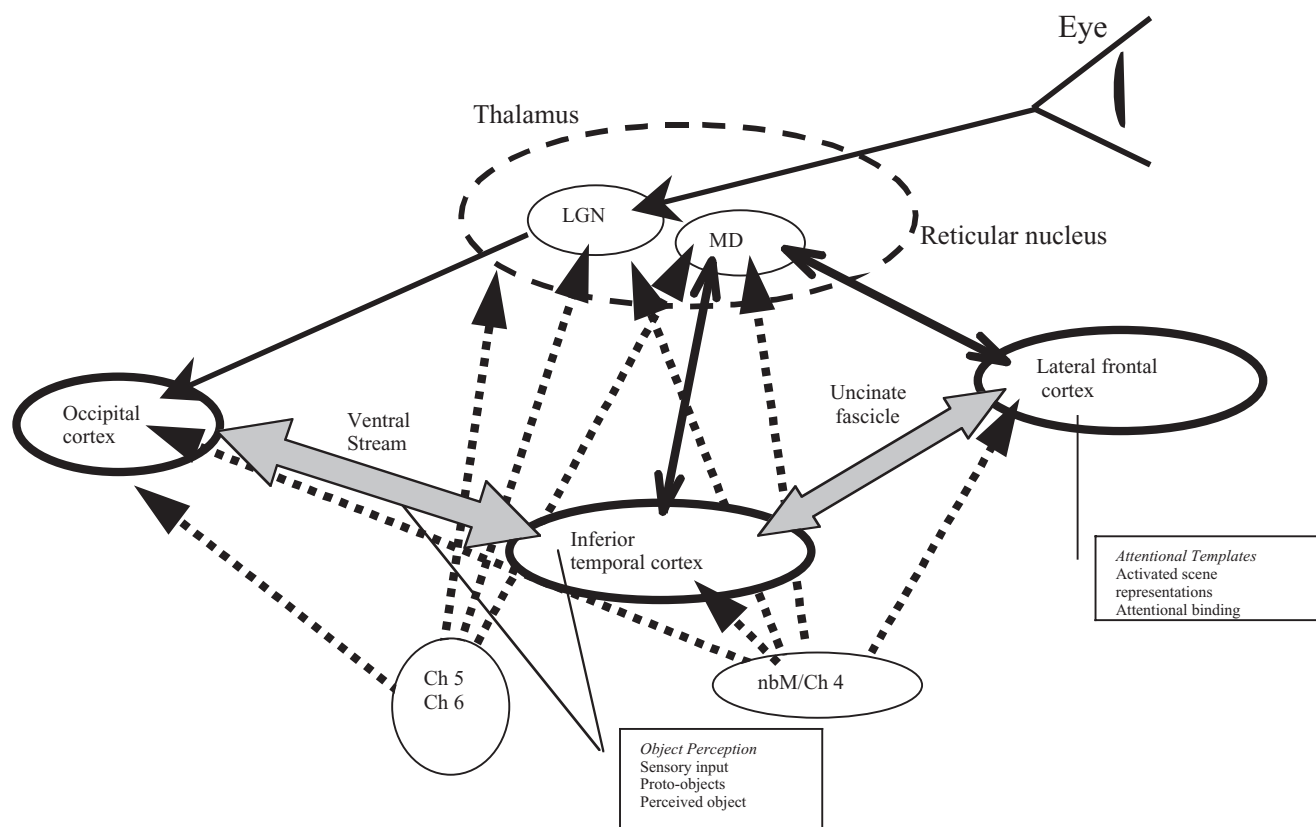 Eye
Thalamus
LGN
MD
Reticular nucleus
Lateral frontal
cortex
Uncinate
fascicle
Occipital
cortex
Ventral
Stream
Inferior
temporal cortex
Attentional Templates
Activated scene
representations
Attentional binding
Ch 5
Ch 6
nbM/Ch 4
Object Perception
Sensory input
Proto-objects
Perceived object